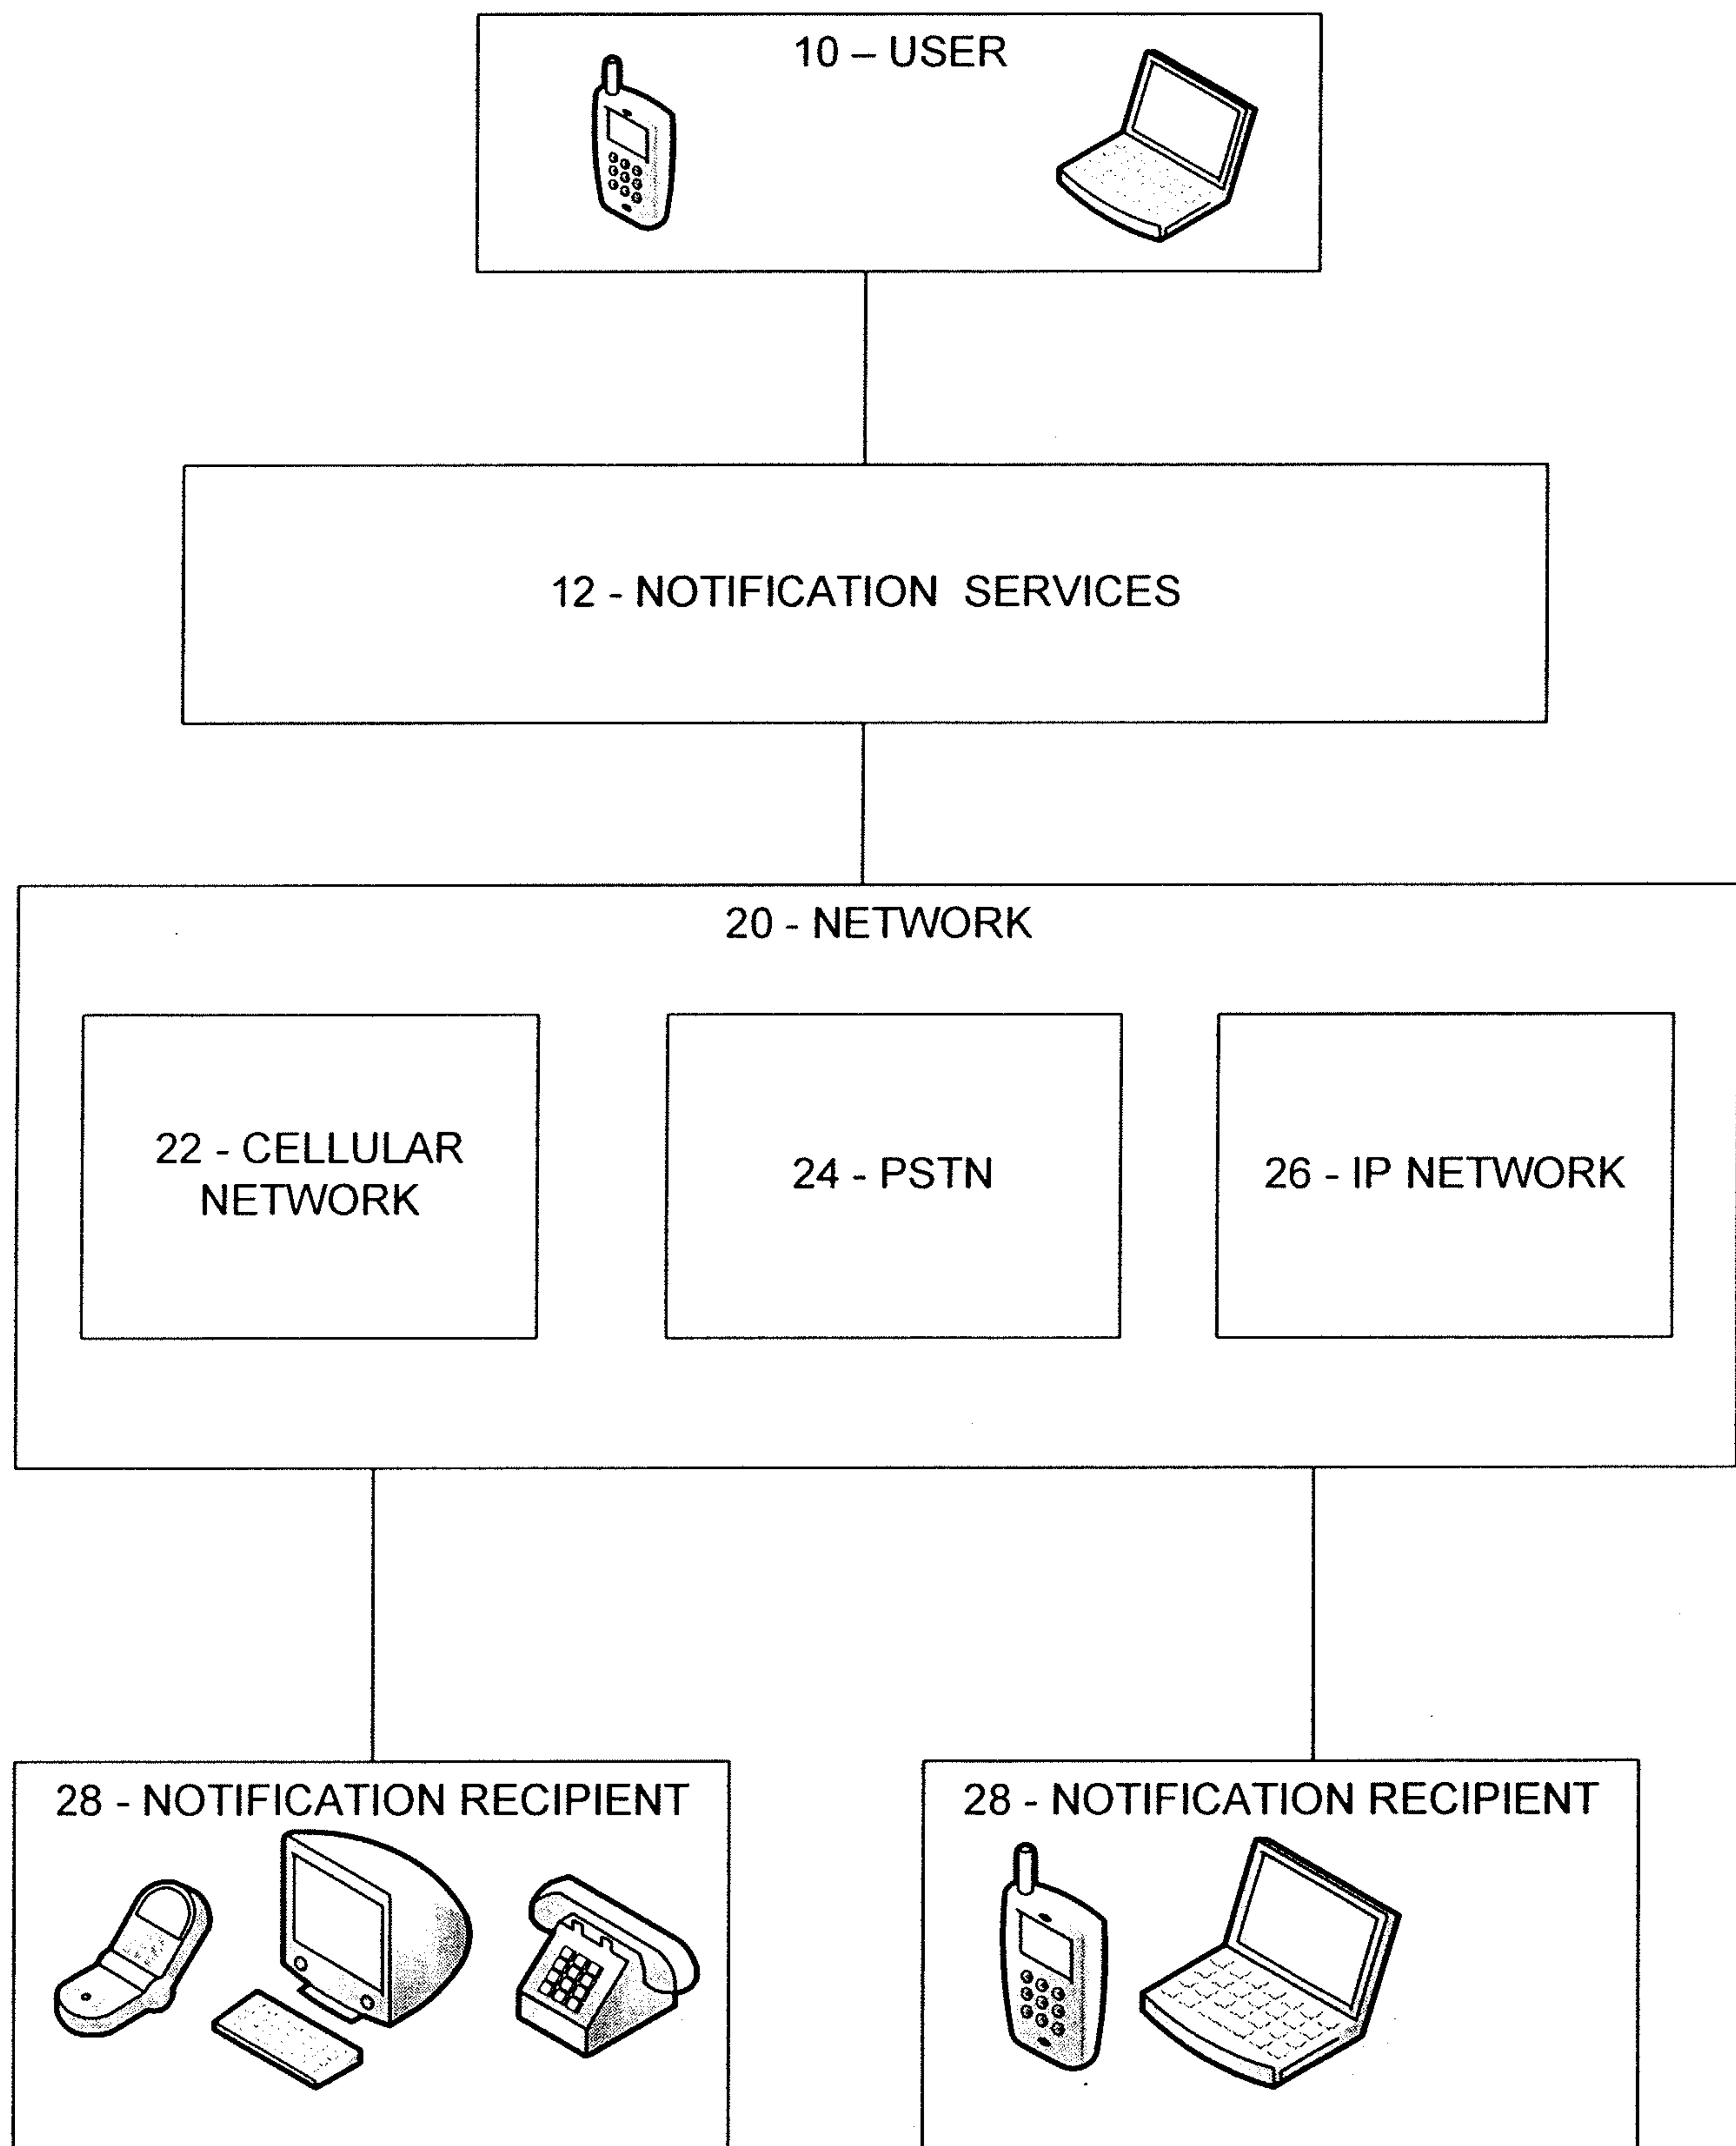 10 – USER
12 - NOTIFICATION SERVICES
20 - NETWORK
22 - CELLULAR
NETWORK
24 - PSTN
26 - IP NETWORK
28 - NOTIFICATION RECIPIENT
28 - NOTIFICATION RECIPIENT